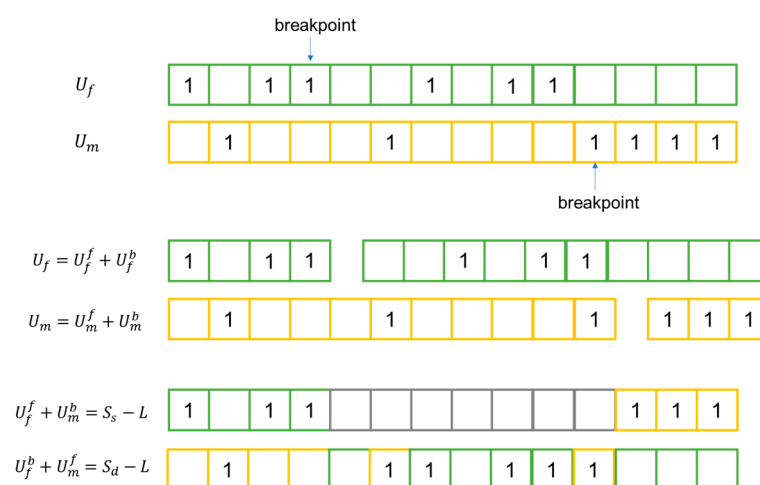 breakpoint
U_f 1 1 1 1 1 1
U_m 1 1 1 1 1 1
breakpoint
U_f = U_f^f + U_f^b 1 1 1 1 1 1
U_m = U_m^f + U_m^b 1 1 1 1 1 1
U_f^f + U_m^b = S_s − L 1 1 1 1 1 1
U_f^b + U_m^f = S_d − L 1 1 1 1 1 1